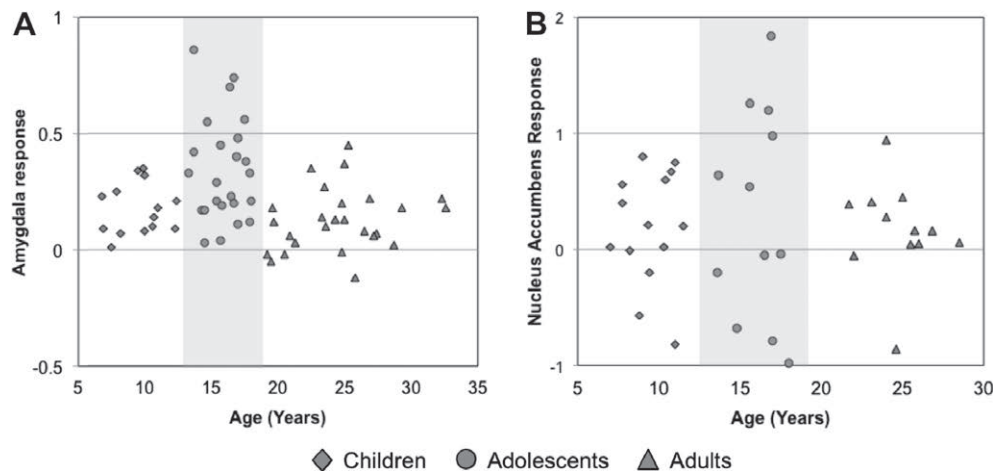 A
B
Amygdala response
1
0.5
0
-0.5
5 10 15 20 25 30 35
Age (Years)
Nucleus Accumbens Response
2
1
0
-1
5 10 15 20 25 30
Age (Years)
Children Adolescents Adults